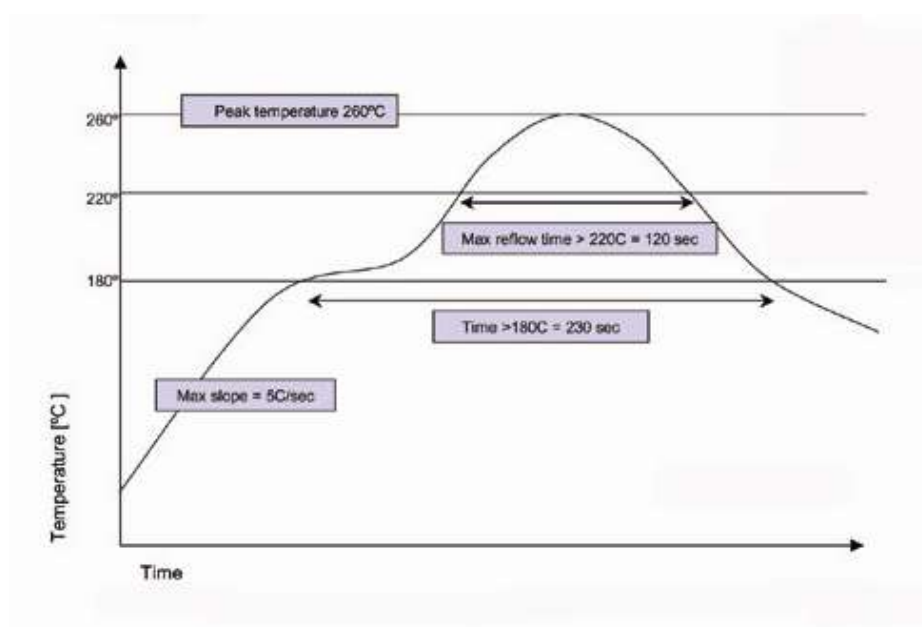 Peak temperature 260ºC
260º
220º
Max reflow time > 220C = 120 sec
180º
Time >180C = 230 sec
Max slope = 5C/sec
Temperature [ºC ]
Time